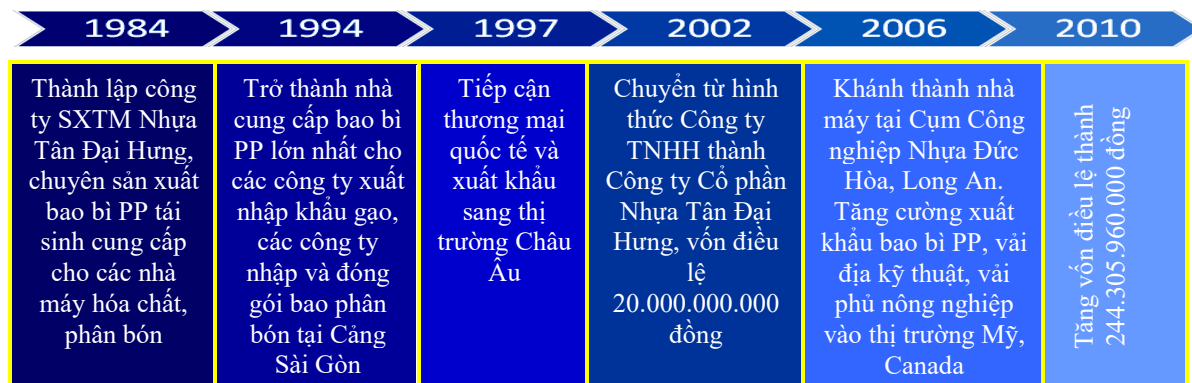 1984
1994
1997
2002
2006
2010
Thành lập công
ty SXTM Nhựa
Tân Đại Hưng,
chuyên sản xuất
bao bì PP tái
sinh cung cấp
cho các nhà
máy hóa chất,
phân bón
Trở thành nhà
cung cấp bao bì
PP lớn nhất cho
các công ty xuất
nhập khẩu gạo,
các công ty
nhập và đóng
gói bao phân
bón tại Cảng
Sài Gòn
Tiếp cận
thương mại
quốc tế và
xuất khẩu
sang thị
trường Châu
Âu
Chuyển từ hình
thức Công ty
TNHH thành
Công ty Cổ phần
Nhựa Tân Đại
Hưng, vốn điều
lệ
20.000.000.000
đồng
Khánh thành nhà
máy tại Cụm Công
nghiệp Nhựa Đức
Hòa, Long An.
Tăng cường xuất
khẩu bao bì PP, vải
địa kỹ thuật, vải
phủ nông nghiệp
vào thị trường Mỹ,
Canada
Tăng vốn điều lệ thành
244.305.960.000 đồng